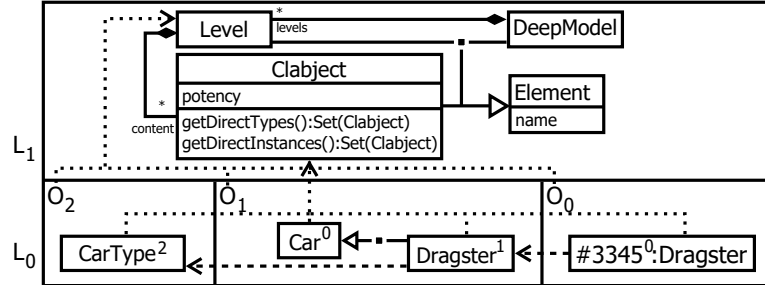 *
levels
Level
DeepModel
Clabject
potency
Element
*
content
name
getDirectTypes():Set(Clabject)
getDirectInstances():Set(Clabject)
L₁
O₂
O₁
O₀
L₀
CarType²
Car⁰
Dragster¹
#3345⁰:Dragster